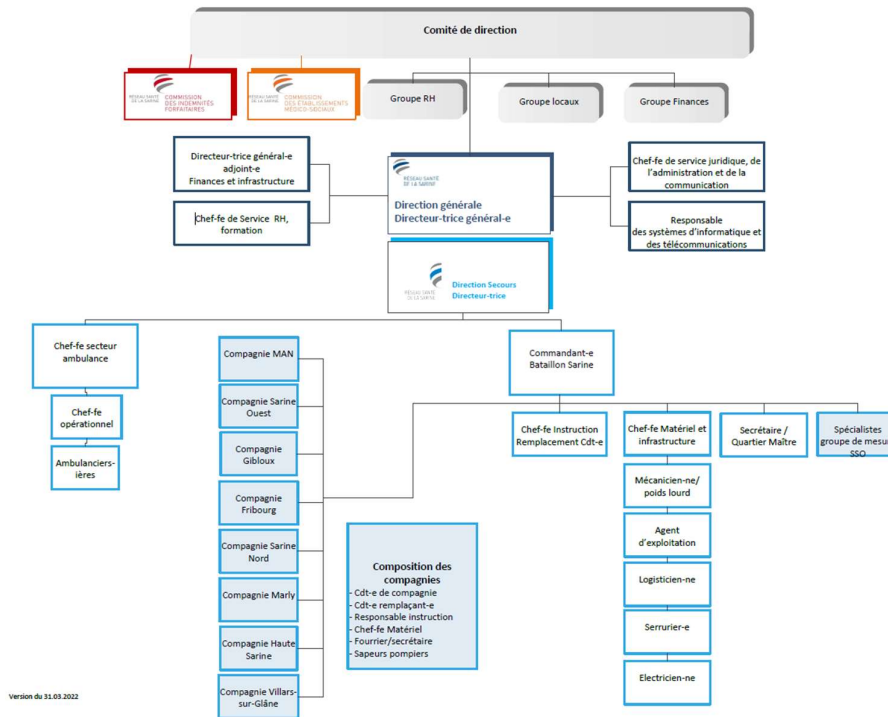 Comité de direction
RÉSEAU SANTÉ
DE LA SARINE
COMMISSION
DES INDEMNITÉS
FORFAITAIRES
RÉSEAU SANTÉ
DE LA SARINE
COMMISSION
DES ÉTABLISSEMENTS
MÉDICO-SOCIAUX
Groupe RH
Groupe locaux
Groupe Finances
Directeur-trice général-e
adjoint-e
Finances et infrastructure
Chef-fe de Service RH,
formation
RÉSEAU SANTÉ
DE LA SARINE
Direction générale
Directeur-trice général-e
Chef-fe de service juridique, de
l'administration et de la
communication
Responsable
des systèmes d'informatique et
des télécommunications
RÉSEAU SANTÉ
DE LA SARINE
Direction Secours
Directeur-trice
Chef-fe secteur
ambulance
Chef-fe
opérationnel
Ambulanciers-
ières
Compagnie MAN
Compagnie Sarine
Ouest
Compagnie
Gibloux
Compagnie
Fribourg
Compagnie Sarine
Nord
Compagnie Marly
Compagnie Haute
Sarine
Compagnie Villars-
sur-Glâne
Composition des
compagnies
- Cdt-e de compagnie
- Cdt-e remplaçant-e
- Responsable instruction
- Chef-fe Matériel
- Fourrier/secrétaire
- Sapeurs pompiers
Commandant-e
Bataillon Sarine
Chef-fe Instruction
Remplacement Cdt-e
Chef-fe Matériel et
infrastructure
Mécanicien-ne/
poids lourd
Agent
d'exploitation
Logisticien-ne
Serrurier-e
Electricien-ne
Secrétaire /
Quartier Maître
Spécialistes
groupe de mesur
SSO
Version du 31.03.2022